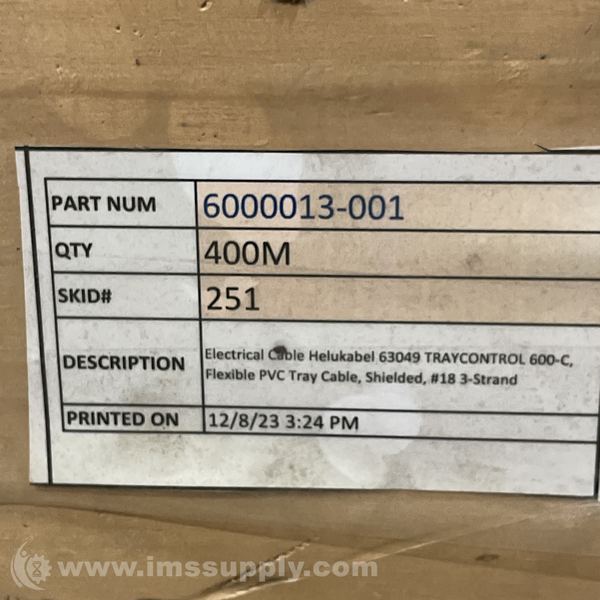 PART NUM 6000013-001
QTY 400M
SKID# 251
DESCRIPTION Electrical Cable Helukabel 63049 TRAYCONTROL 600-C,
Flexible PVC Tray Cable, Shielded, #18 3-Strand
PRINTED ON 12/8/23 3:24 PM
www.imssupply.com